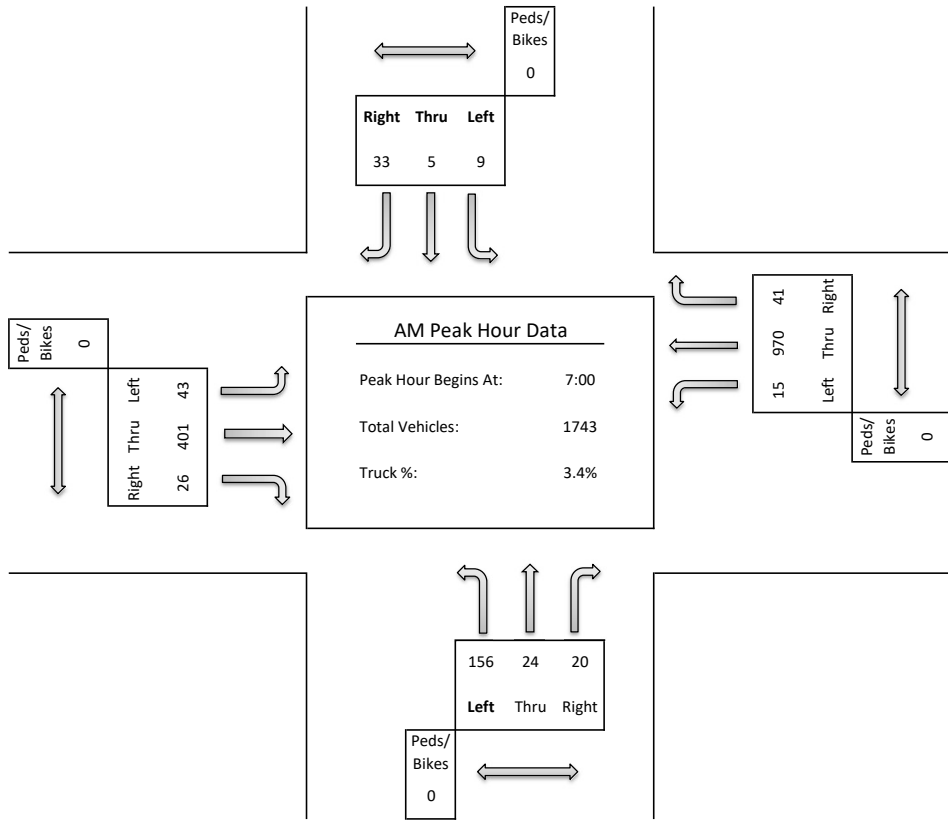 Peds/
Bikes
0
Right Thru Left
33 5 9
Peds/
Bikes
0
Left 43
Thru 401
Right 26
AM Peak Hour Data
Peak Hour Begins At: 7:00
Total Vehicles: 1743
Truck %: 3.4%
41 Right
970 Thru
15 Left
Peds/
Bikes
0
156 24 20
Left Thru Right
Peds/
Bikes
0